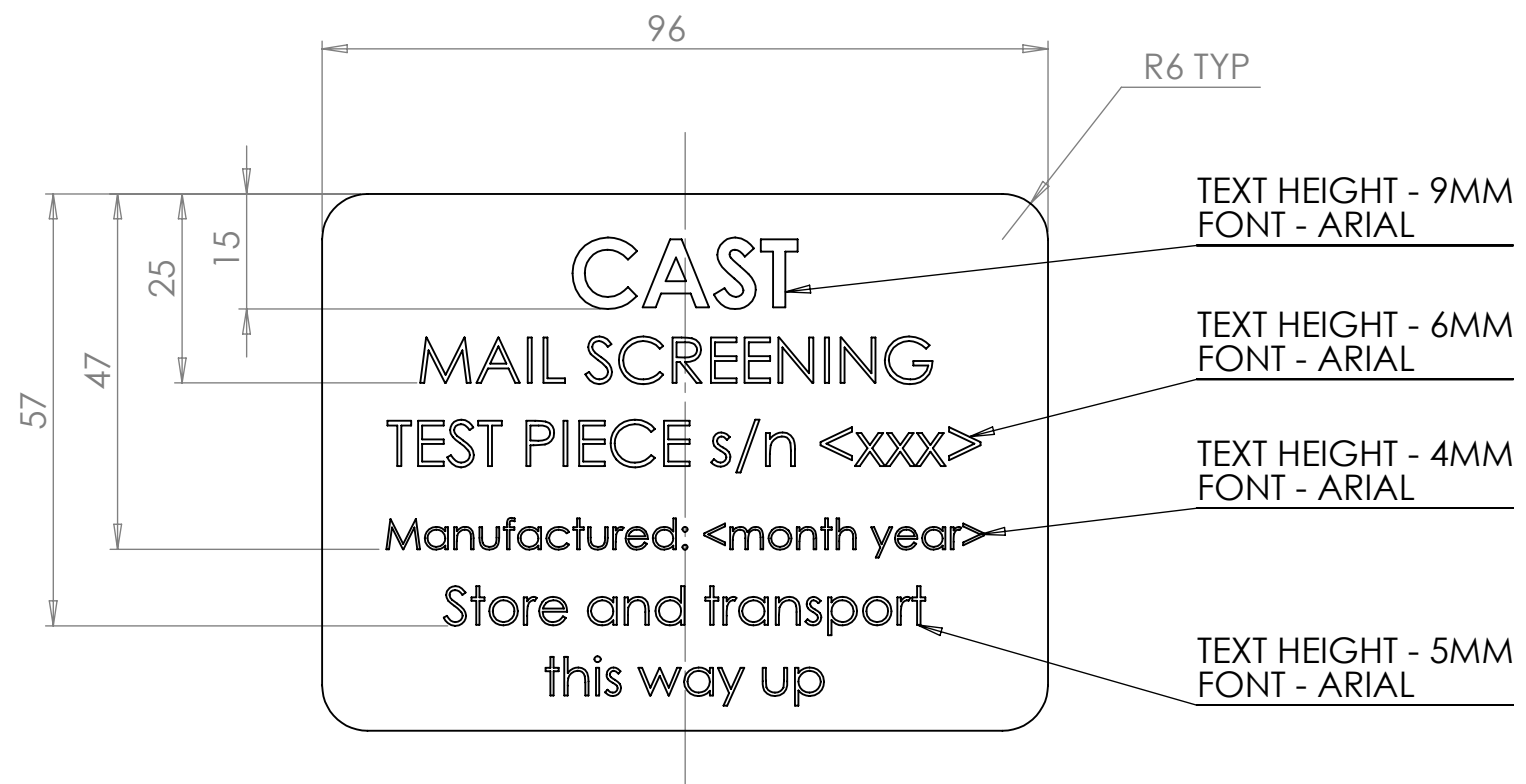 96
R6 TYP
TEXT HEIGHT - 9MM
FONT - ARIAL
15
25
47
57
CAST
MAIL SCREENING
TEST PIECE s/n <xxx>
Manufactured: <month year>
Store and transport
this way up
TEXT HEIGHT - 6MM
FONT - ARIAL
TEXT HEIGHT - 4MM
FONT - ARIAL
TEXT HEIGHT - 5MM
FONT - ARIAL